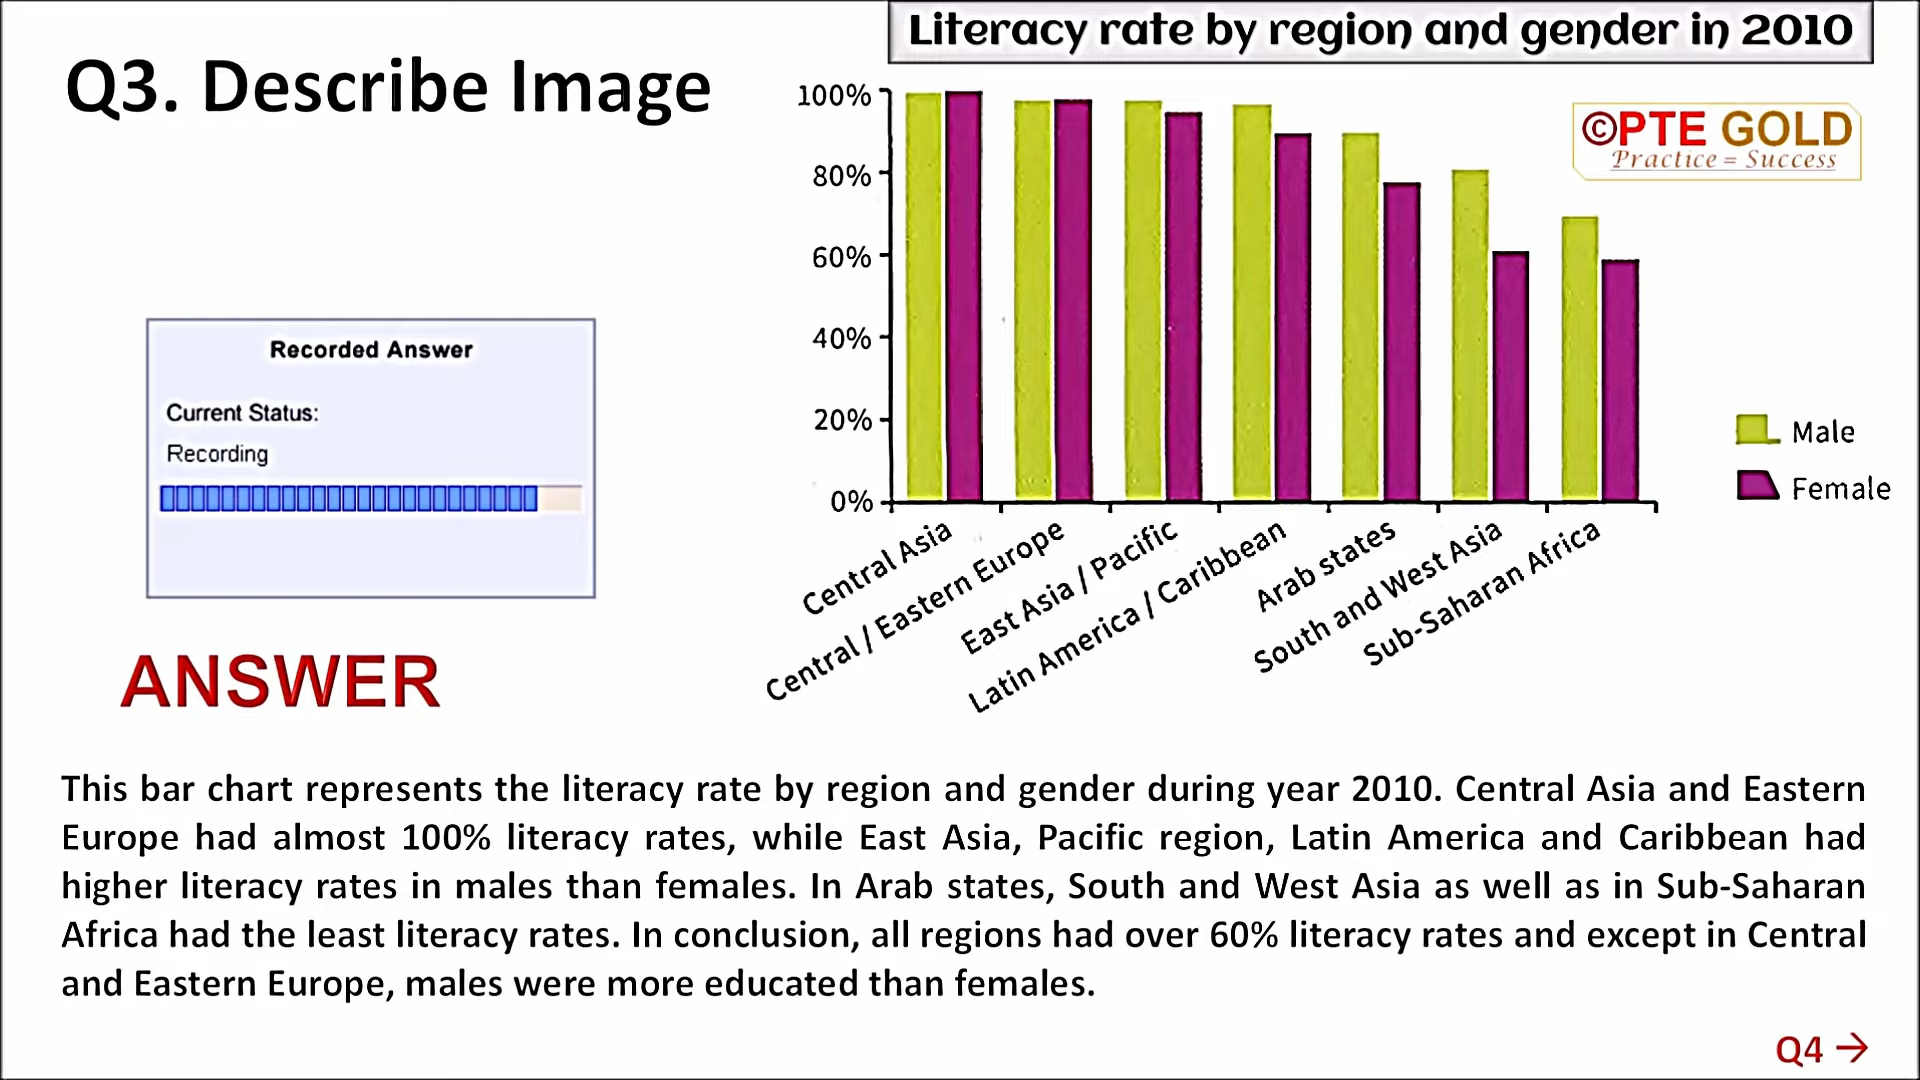 Literacy rate by region and gender in 2010
Q3. Describe Image
©PTE GOLD
Practice = Success
100%
80%
60%
40%
20%
0%
Central Asia
Central / Eastern Europe
East Asia / Pacific
Latin America / Caribbean
Arab states
South and West Asia
Sub-Saharan Africa
Male
Female
Recorded Answer
Current Status:
Recording
ANSWER
This bar chart represents the literacy rate by region and gender during year 2010. Central Asia and Eastern
Europe had almost 100% literacy rates, while East Asia, Pacific region, Latin America and Caribbean had
higher literacy rates in males than females. In Arab states, South and West Asia as well as in Sub-Saharan
Africa had the least literacy rates. In conclusion, all regions had over 60% literacy rates and except in Central
and Eastern Europe, males were more educated than females.
Q4 →